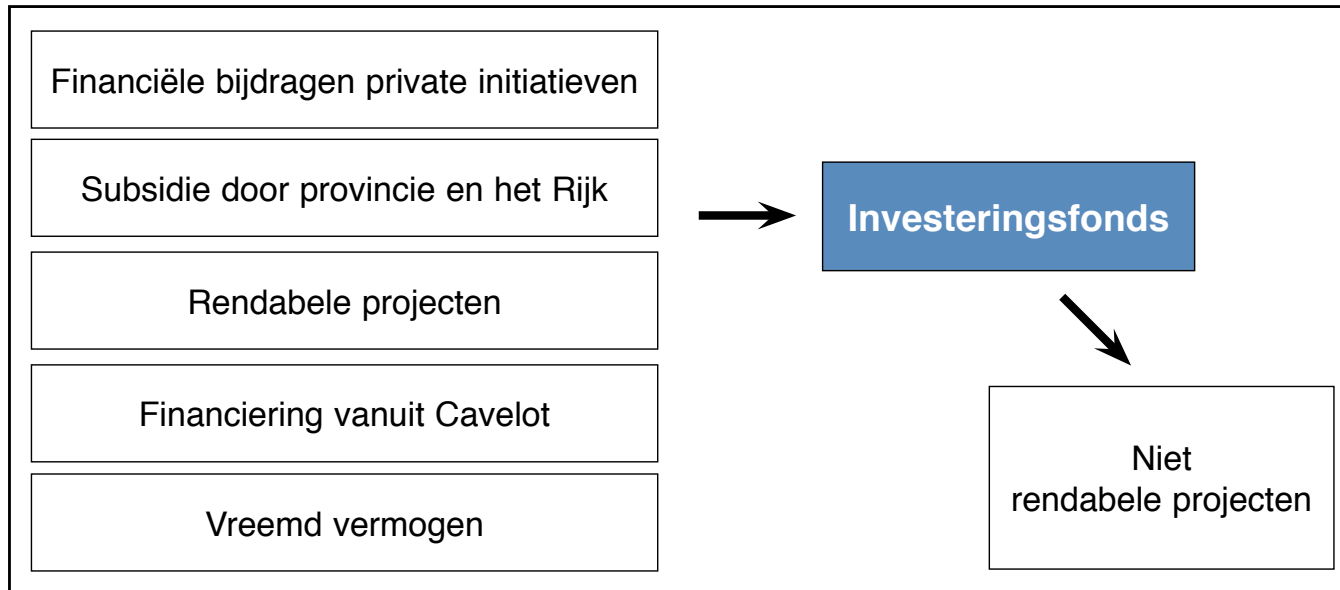 Financiële bijdragen private initiatieven
Subsidie door provincie en het Rijk
Rendabele projecten
Financiering vanuit Cavelot
Vreemd vermogen
Investeringsfonds
Niet
rendabele projecten